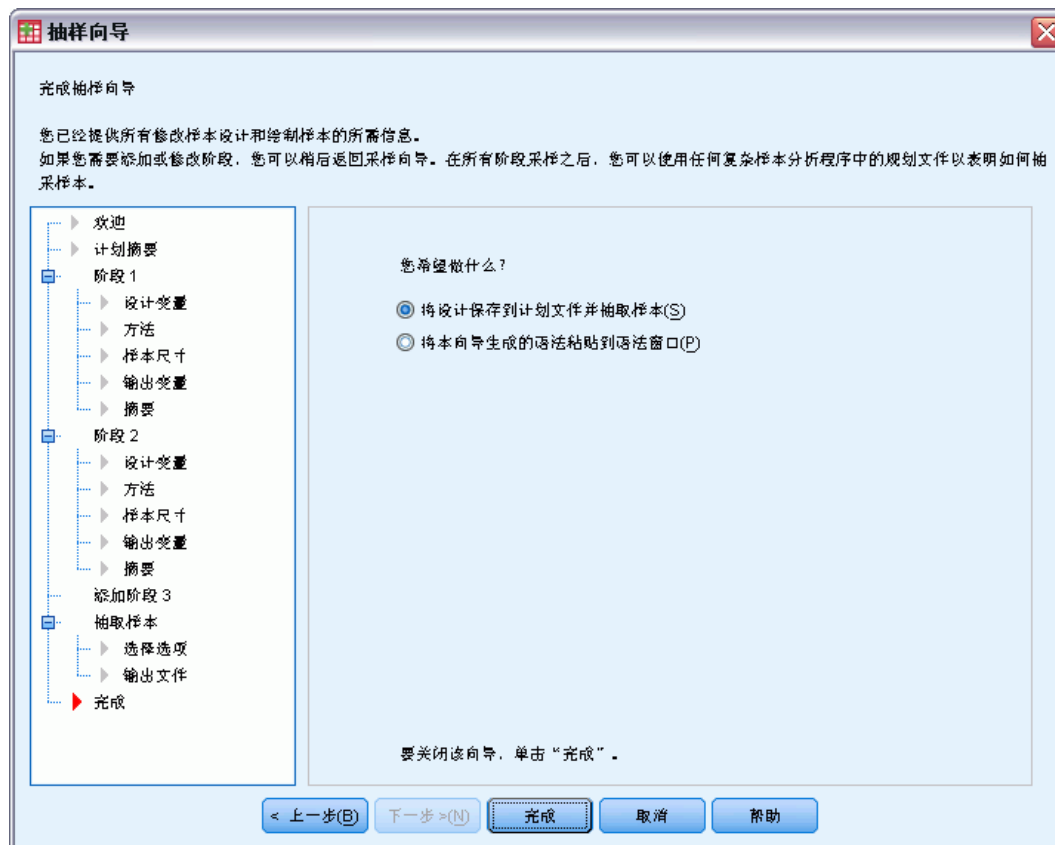 抽样向导
完成抽样向导
您已经提供所有修改样本设计和绘制样本的所需信息。
如果您需要添加或修改阶段，您可以稍后返回采样向导。在所有阶段采样之后，您可以使用任何复杂样本分析程序中的规划文件以表明如何抽
采样本。
欢迎
计划摘要
阶段 1
设计变量
方法
样本尺寸
输出变量
摘要
阶段 2
设计变量
方法
样本尺寸
输出变量
摘要
添加阶段 3
抽取样本
选择选项
输出文件
完成
您希望做什么？
将设计保存到计划文件并抽取样本(S)
将本向导生成的语法粘贴到语法窗口(P)
要关闭该向导，单击“完成”。
< 上一步(B)
下一步 >(N)
完成
取消
帮助